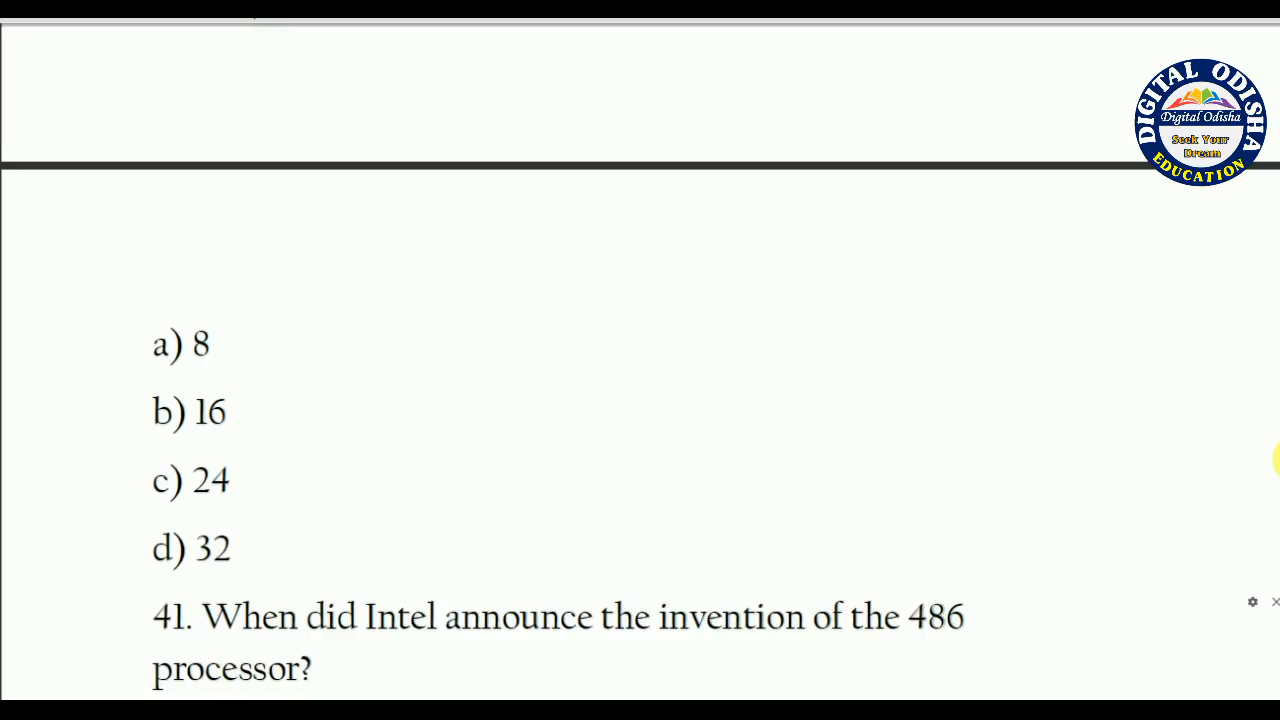 DIGITAL ODISHA
Digital Odisha
Seek Your
Dream
EDUCATION
a) 8
b) 16
c) 24
d) 32
41. When did Intel announce the invention of the 486
processor?